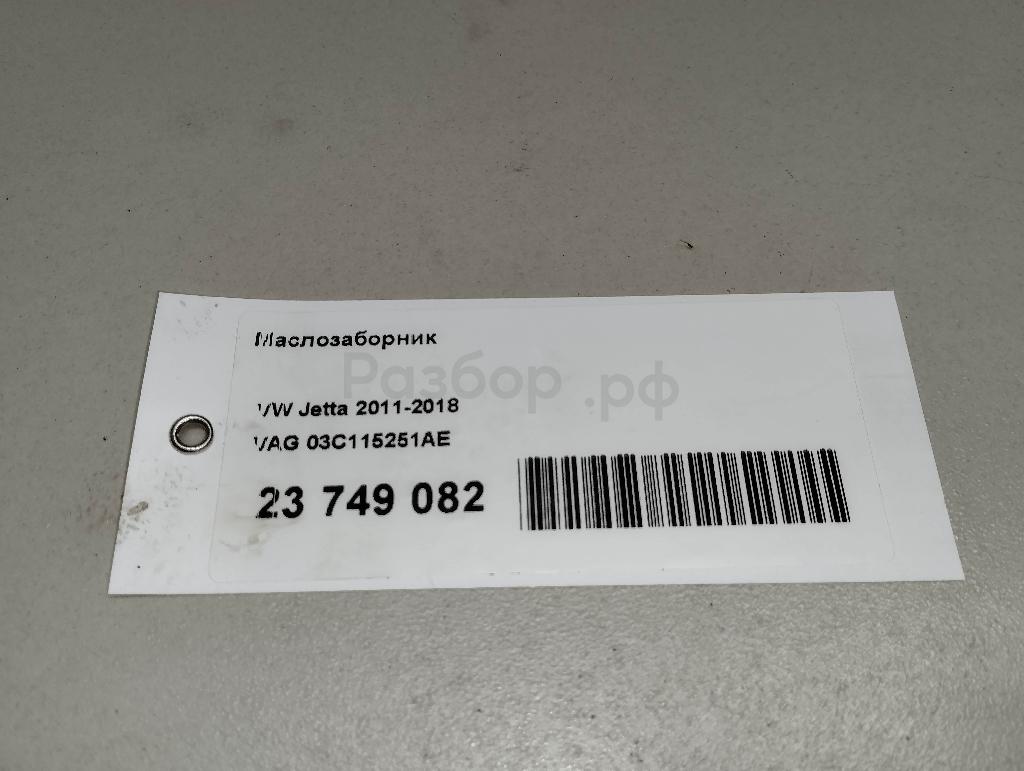 Маслозаборник
Разбор.рф
VW Jetta 2011-2018
VAG 03C115251AE
23 749 082